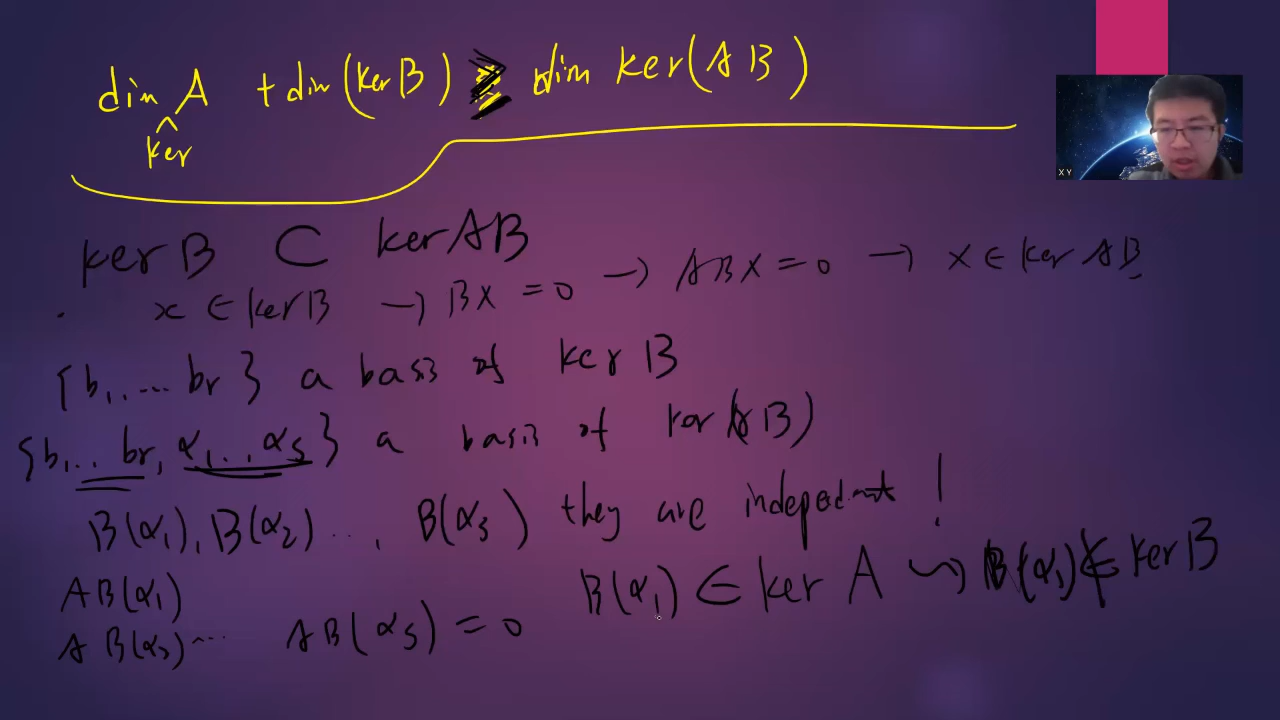 dim A + dim (ker B) ≥ dim ker(AB)
ker
ker B ⊂ ker AB
x ∈ ker B → Bx = 0 → ABx = 0 → x ∈ ker AB
{b1, ... br } a basis of ker B
{b1... br, α1 ... αs } a basis of ker(AB)
B(α1), B(α2) ..., B(αs) they are independent !
AB(α1)
B(α1) ∈ ker A B(α1) ∉ ker B
A B(α2) ... AB(αs) = 0
X Y